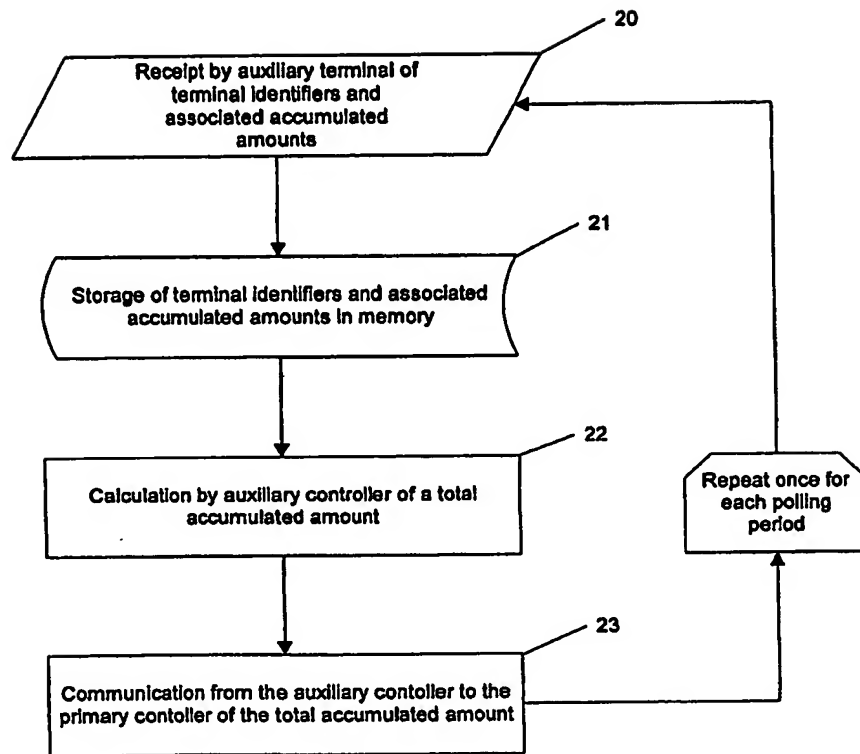 20
Receipt by auxiliary terminal of
terminal identifiers and
associated accumulated
amounts
21
Storage of terminal identifiers and associated
accumulated amounts in memory
22
Calculation by auxiliary controller of a total
accumulated amount
Repeat once for
each polling
period
23
Communication from the auxiliary contoller to the
primary contoller of the total accumulated amount